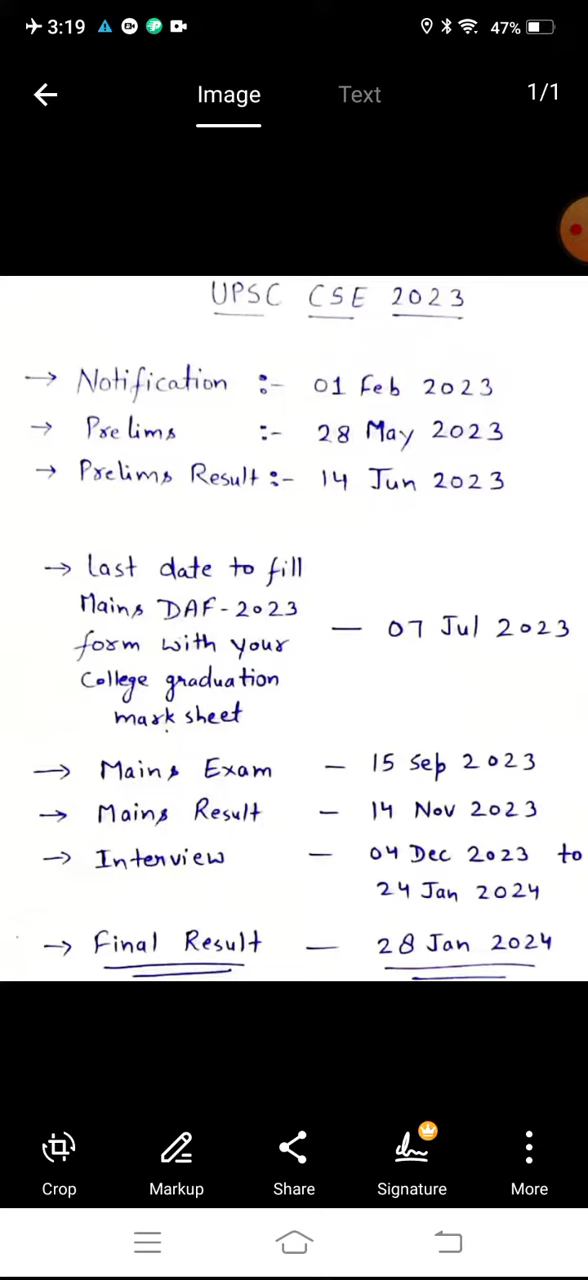 3:19
47%
Image Text 1/1
UPSC CSE 2023
→ Notification :- 01 Feb 2023
→ Prelims :- 28 May 2023
→ Prelims Result :- 14 Jun 2023
→ Last date to fill
Mains DAF-2023
form with your
College graduation
mark sheet — 07 Jul 2023
→ Mains Exam — 15 Sep 2023
→ Mains Result — 14 Nov 2023
→ Interview — 04 Dec 2023 to
24 Jan 2024
→ Final Result — 28 Jan 2024
Crop Markup Share Signature More